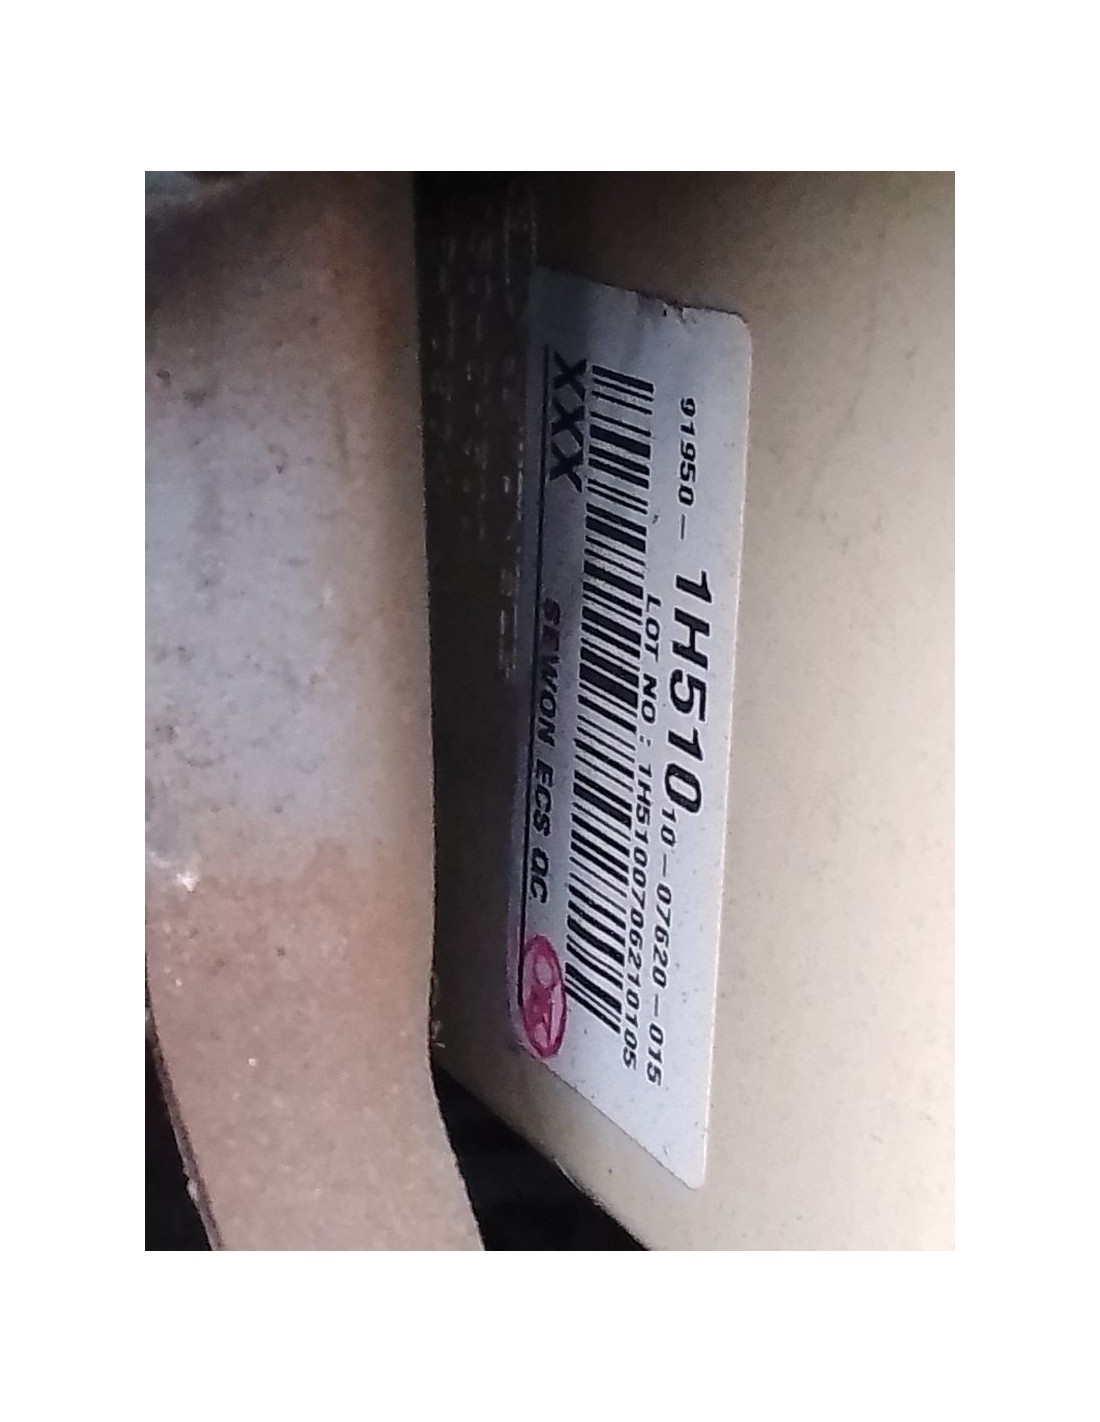 91950- 1H510 10-07620-015
LOT NO : 1H5100706210105
XXX
SEWON ECS QC
OK